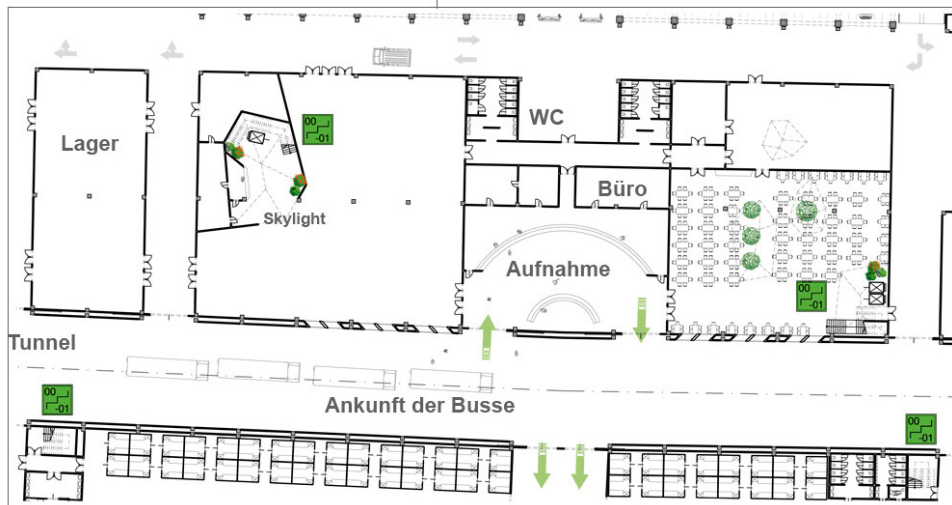 00
-01
WC
Lager
Büro
Skylight
Aufnahme
00
-01
Tunnel
00
-01
Ankunft der Busse
00
-01